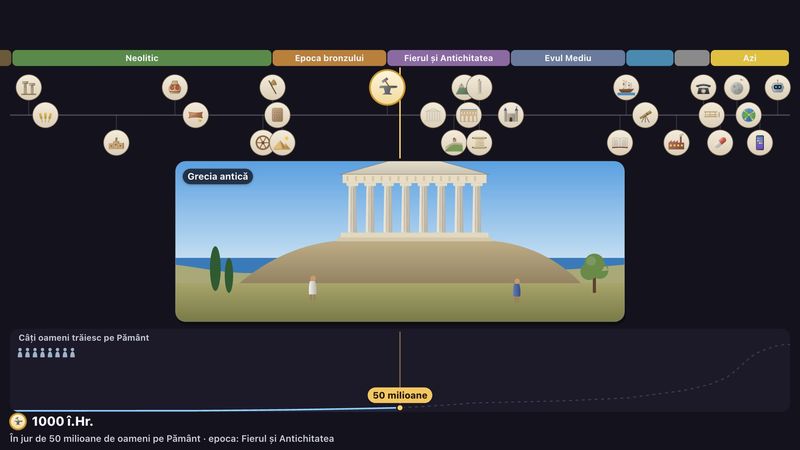 Neolitic
Epoca bronzului
Fierul și Antichitatea
Evul Mediu
Azi
Grecia antică
Câți oameni trăiesc pe Pământ
50 milioane
1000 î.Hr.
În jur de 50 milioane de oameni pe Pământ · epoca: Fierul și Antichitatea